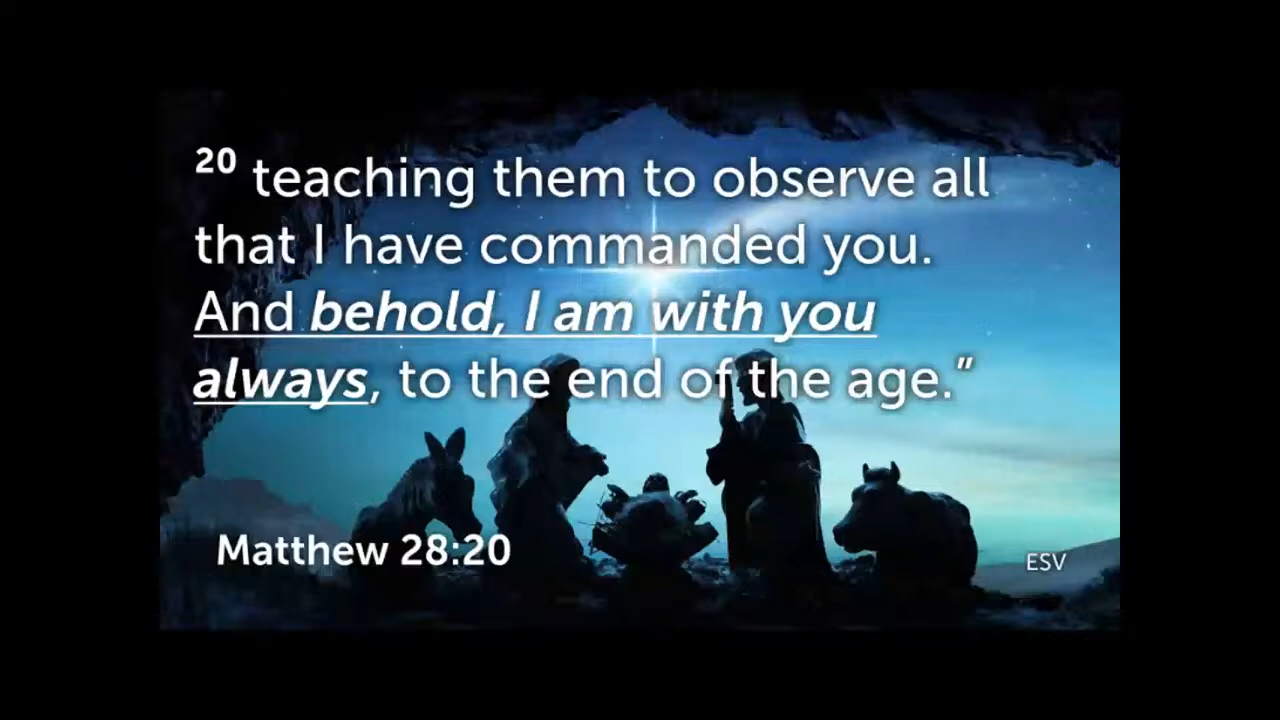 20 teaching them to observe all
that I have commanded you.
And behold, I am with you
always, to the end of the age.”
Matthew 28:20
ESV